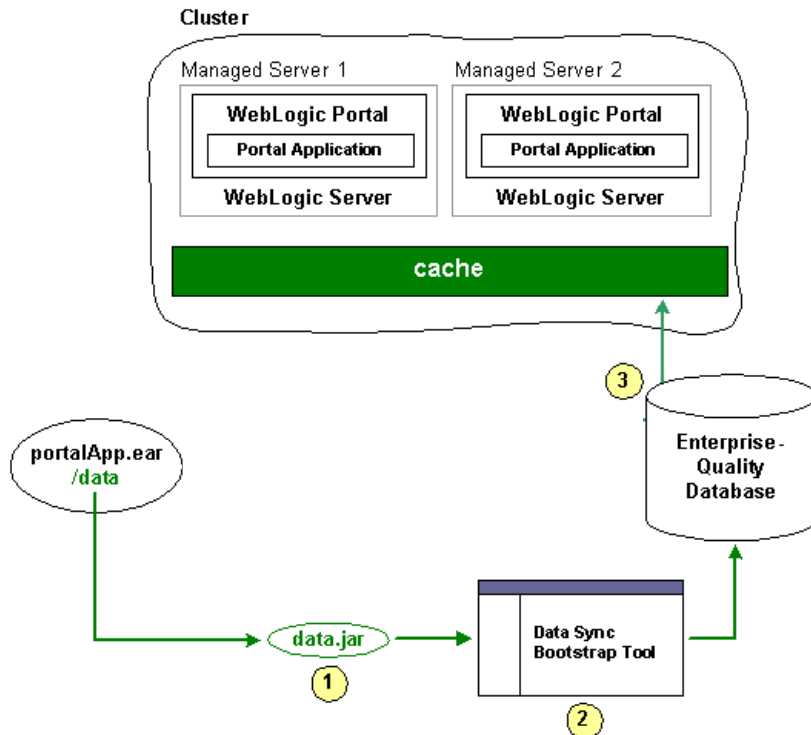 Cluster
Managed Server 1
Managed Server 2
WebLogic Portal
WebLogic Portal
Portal Application
Portal Application
WebLogic Server
WebLogic Server
cache
3
portalApp.ear
/data
Enterprise-
Quality
Database
data.jar
Data Sync
Bootstrap Tool
1
2